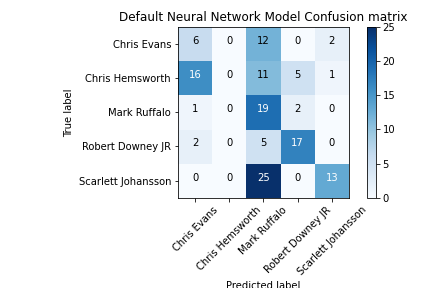 Default Neural Network Model Confusion matrix
Chris Evans 6 0 12 0 2
Chris Hemsworth 16 0 11 5 1
Mark Ruffalo 1 0 19 2 0
Robert Downey JR 2 0 5 17 0
Scarlett Johansson 0 0 25 0 13
True label
Chris Evans
Chris Hemsworth
Mark Ruffalo
Robert Downey JR
Scarlett Johansson
Predicted label
25
20
15
10
5
0